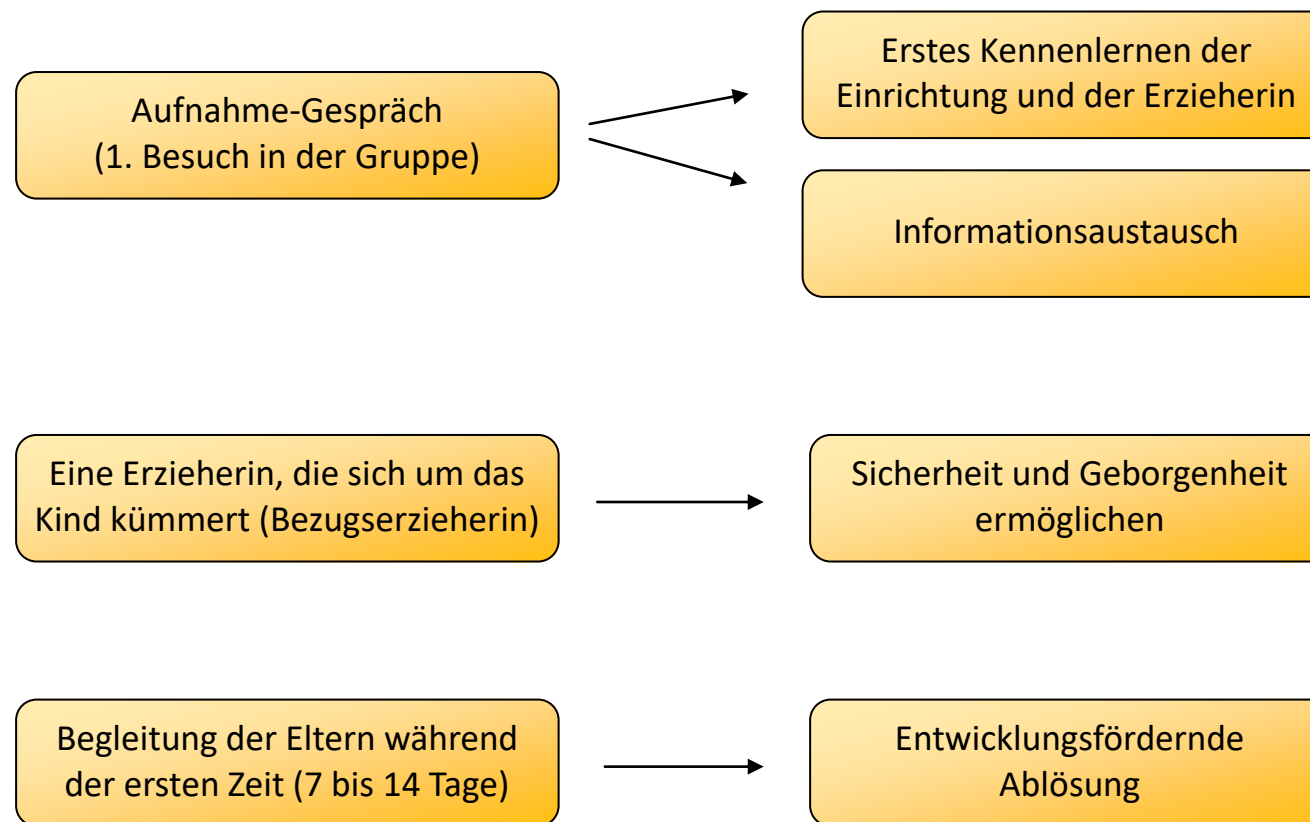 Aufnahme-Gespräch
(1. Besuch in der Gruppe)
Erstes Kennenlernen der
Einrichtung und der Erzieherin
Informationsaustausch
Eine Erzieherin, die sich um das
Kind kümmert (Bezugserzieherin)
Sicherheit und Geborgenheit
ermöglichen
Begleitung der Eltern während
der ersten Zeit (7 bis 14 Tage)
Entwicklungsfördernde
Ablösung